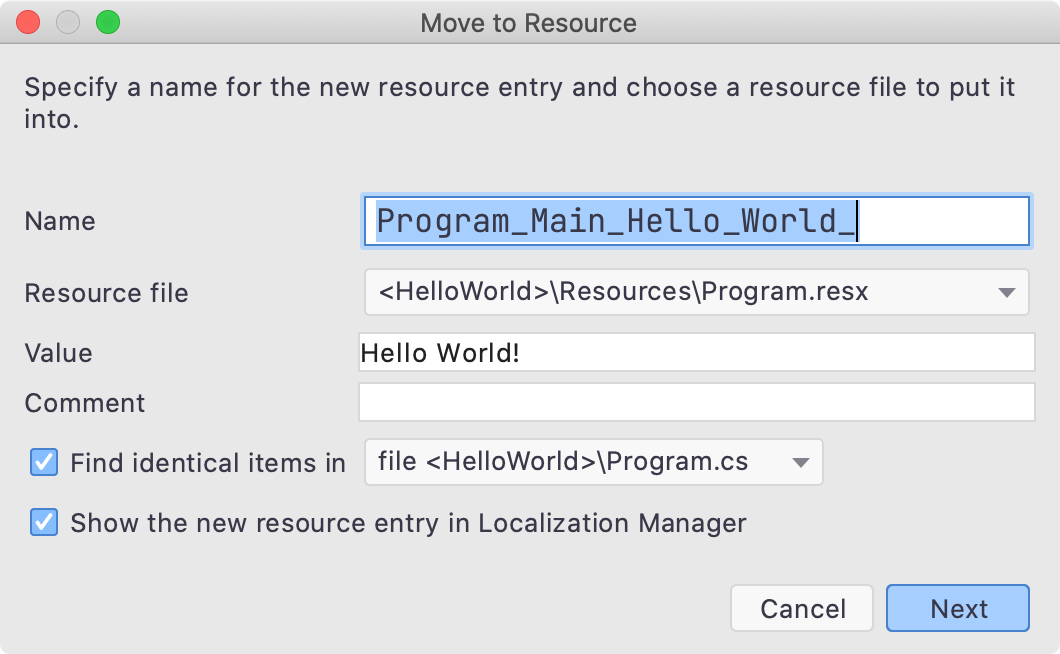 Move to Resource
Specify a name for the new resource entry and choose a resource file to put it
into.
Name
Program_Main_Hello_World_
Resource file
<HelloWorld>\Resources\Program.resx
Value
Hello World!
Comment
Find identical items in
file <HelloWorld>\Program.cs
Show the new resource entry in Localization Manager
Cancel
Next